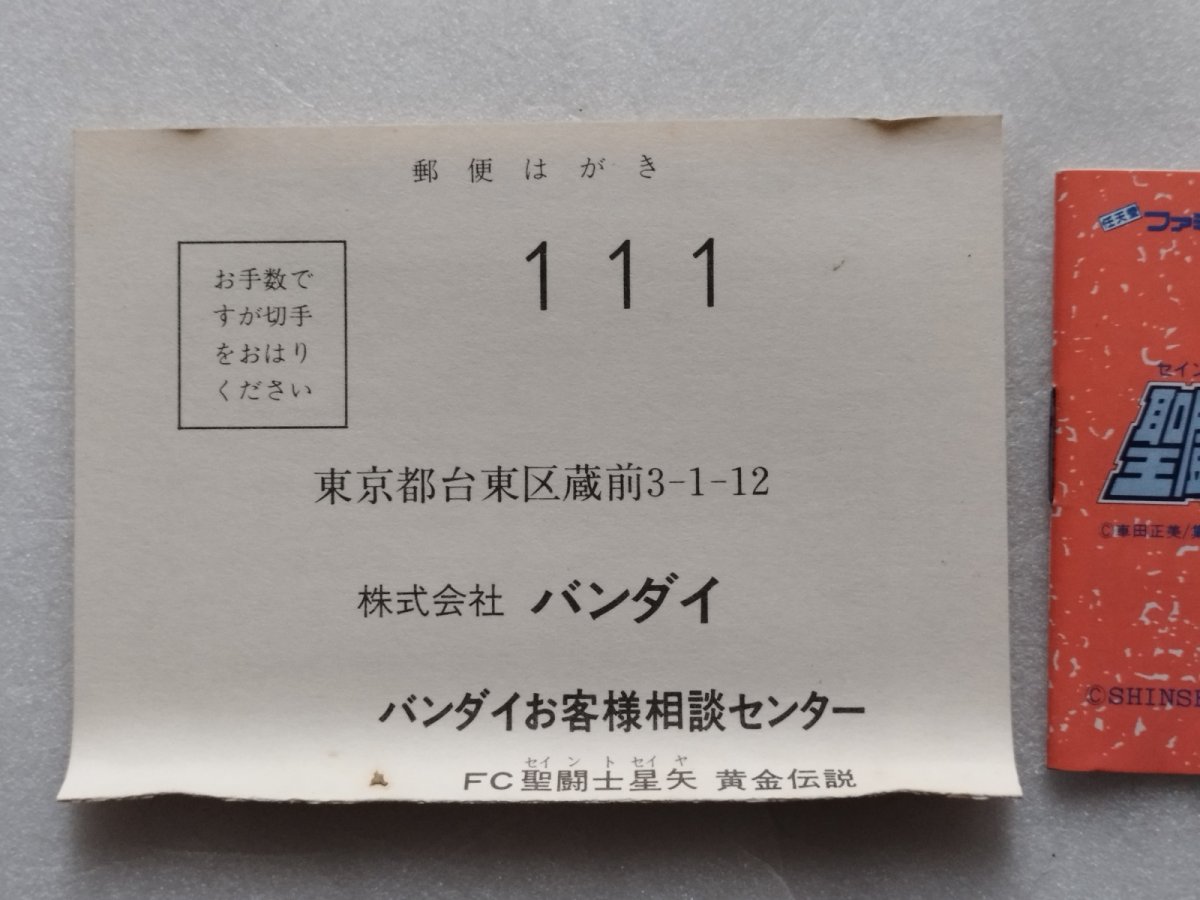 郵便はがき
111
お手数で
すが切手
をおはり
ください
東京都台東区蔵前3-1-12
株式会社 バンダイ
バンダイお客様相談センター
セイントセイヤ
FC聖闘士星矢 黄金伝説
任天堂 ファミ
セイン
聖闘
©車田正美/集
©SHINSE